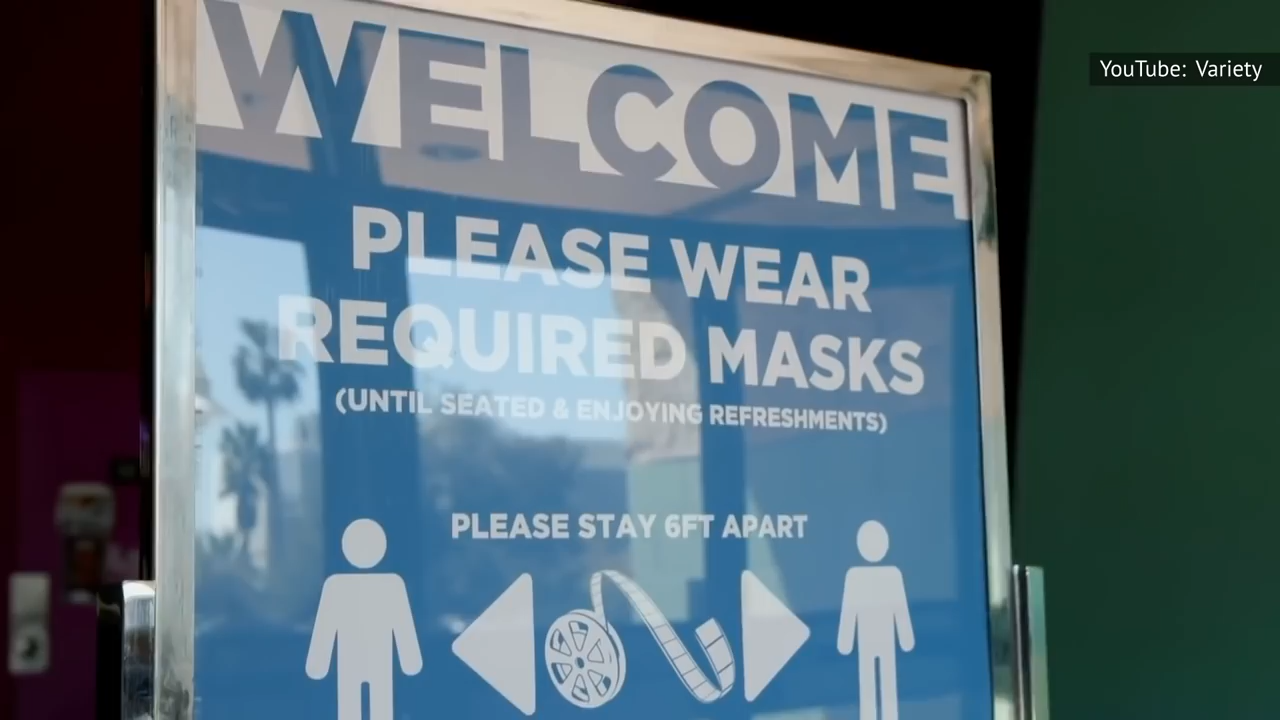 YouTube: Variety
WELCOME
PLEASE WEAR
REQUIRED MASKS
(UNTIL SEATED & ENJOYING REFRESHMENTS)
PLEASE STAY 6FT APART